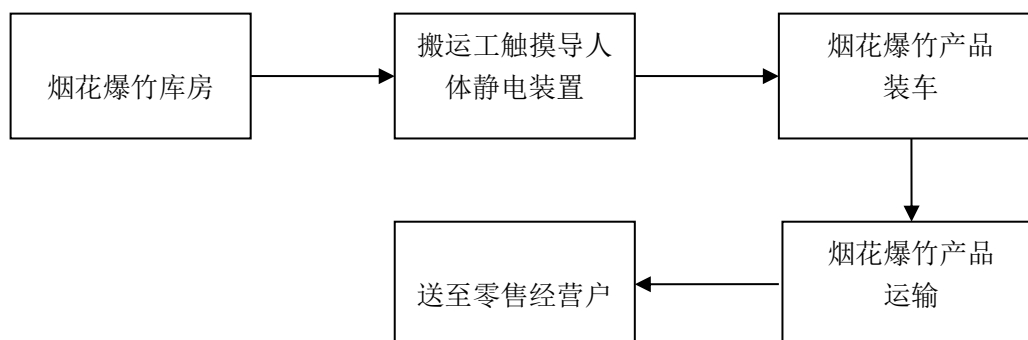 烟花爆竹库房
搬运工触摸导人
体静电装置
烟花爆竹产品
装车
烟花爆竹产品
运输
送至零售经营户